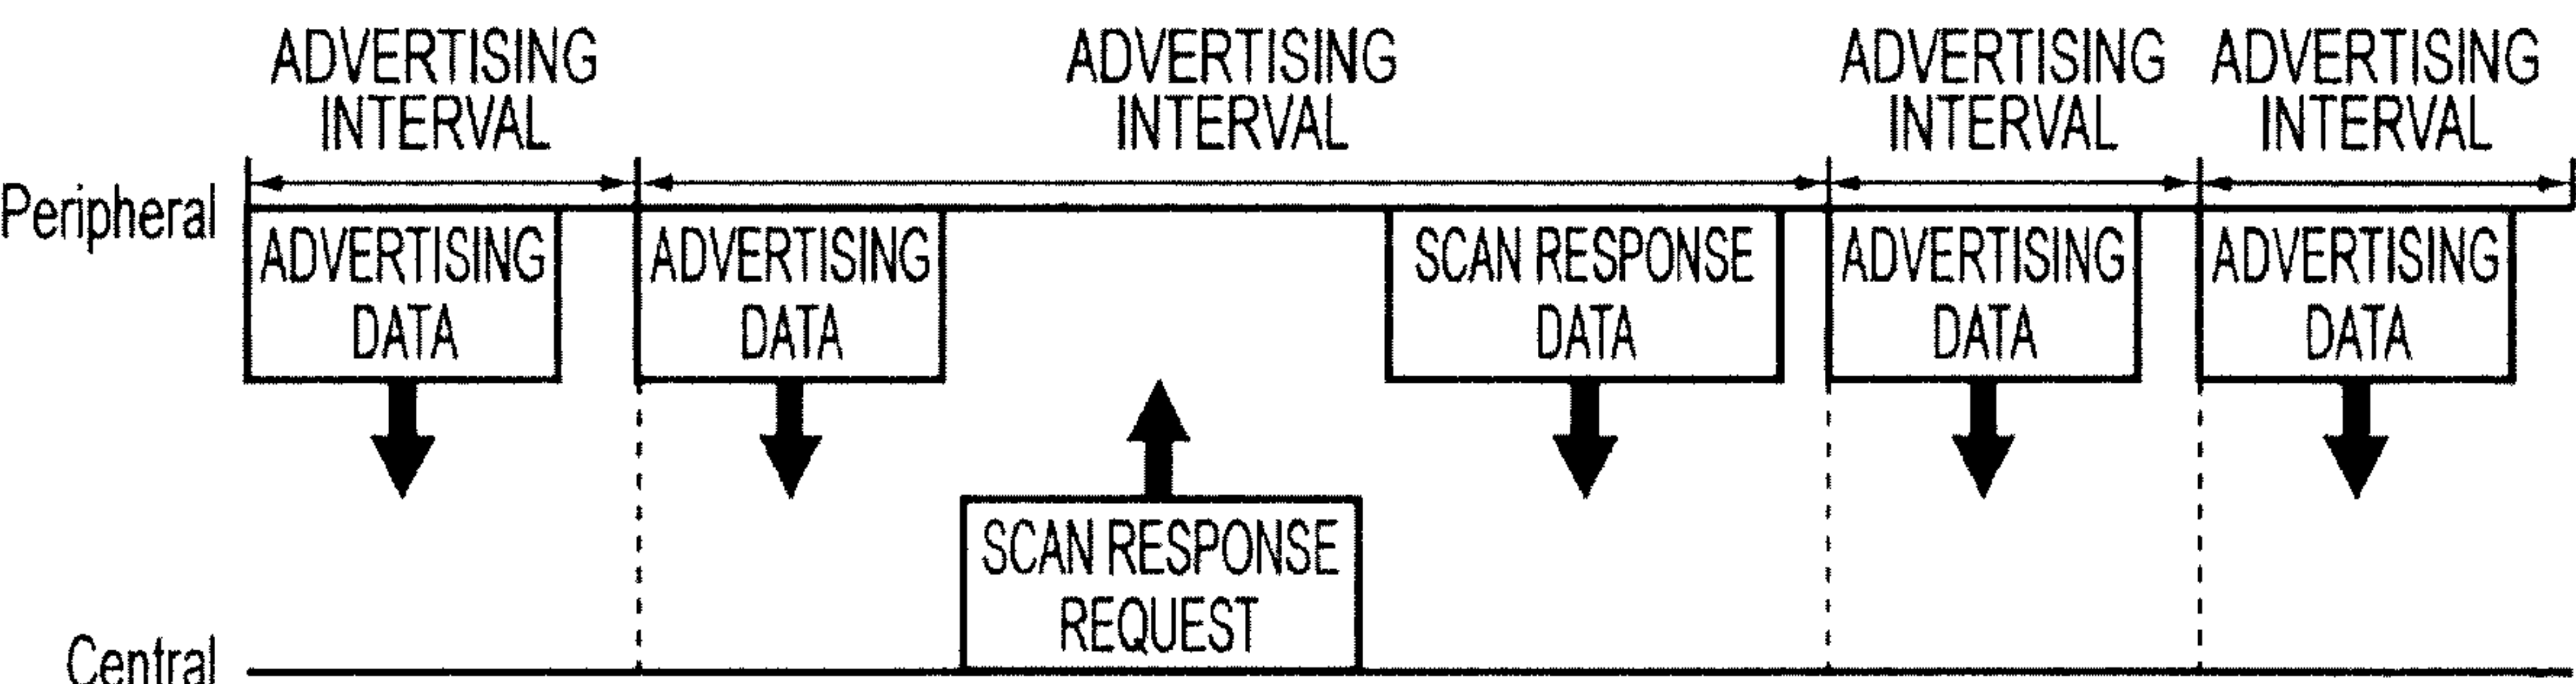 ADVERTISING
INTERVAL
ADVERTISING
INTERVAL
ADVERTISING
INTERVAL
ADVERTISING
INTERVAL
Peripheral
ADVERTISING
DATA
ADVERTISING
DATA
SCAN RESPONSE
DATA
ADVERTISING
DATA
ADVERTISING
DATA
SCAN RESPONSE
REQUEST
Central